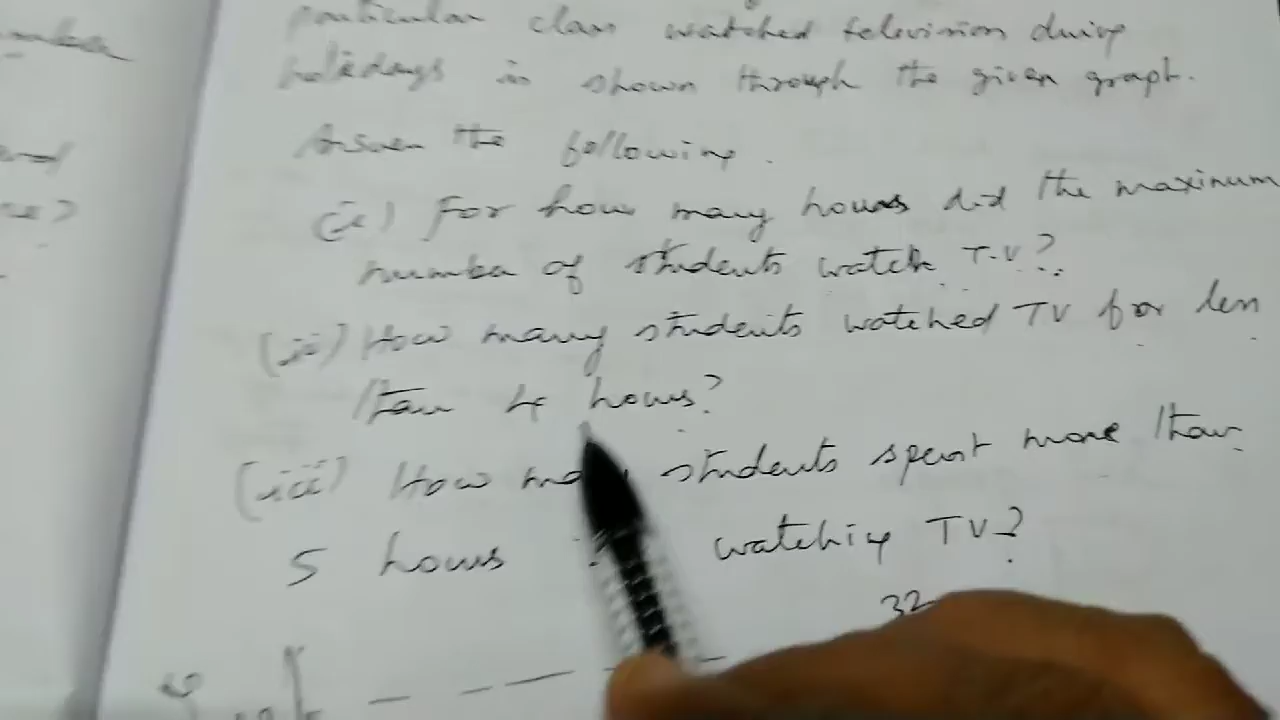 particular class watched television during
holidays is shown through the given graph.
Answer the following.
(i) For how many hours did the maximum
number of students watch T.V?
(ii) How many students watched TV for less
than 4 hours?
(iii) How many students spent more than
5 hours in watching TV?
32